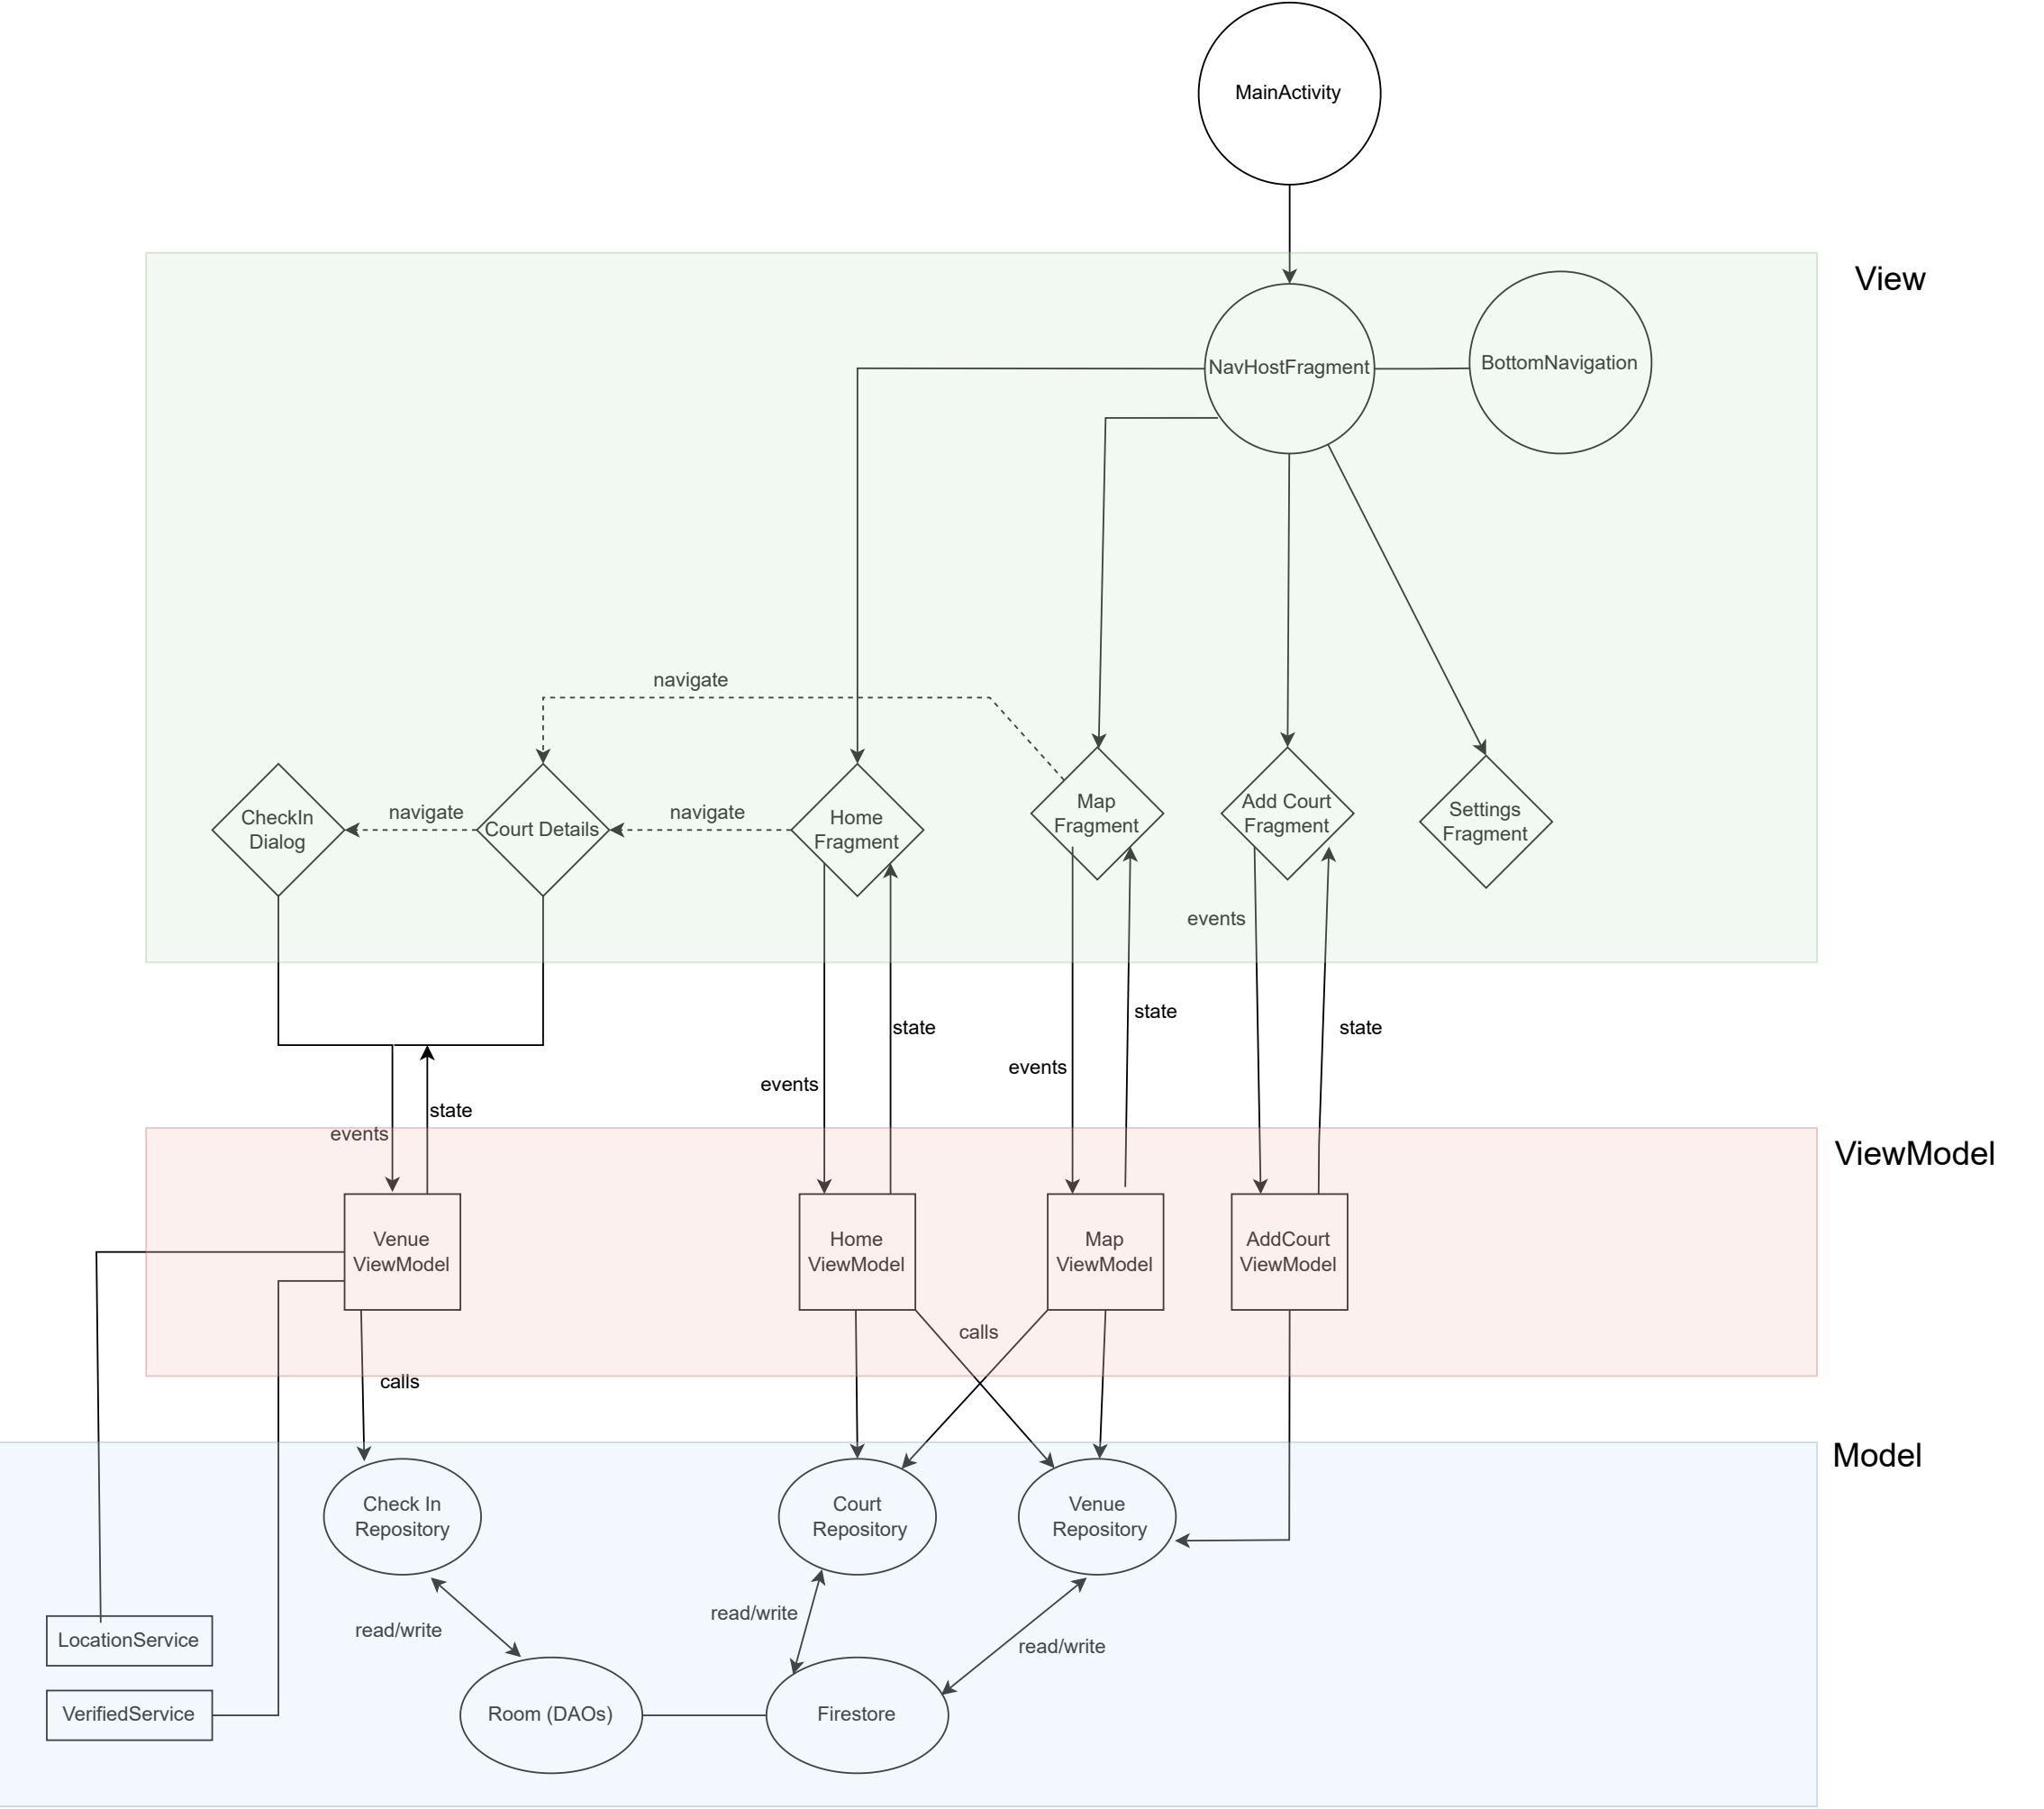 MainActivity
View
NavHostFragment
BottomNavigation
navigate
CheckIn
Dialog
navigate
Court Details
navigate
Home
Fragment
Map
Fragment
Add Court
Fragment
Settings
Fragment
events
state
events
state
events
state
events
state
ViewModel
Venue
ViewModel
Home
ViewModel
Map
ViewModel
AddCourt
ViewModel
calls
calls
Model
Check In
Repository
Court
Repository
Venue
Repository
read/write
read/write
read/write
LocationService
VerifiedService
Room (DAOs)
Firestore